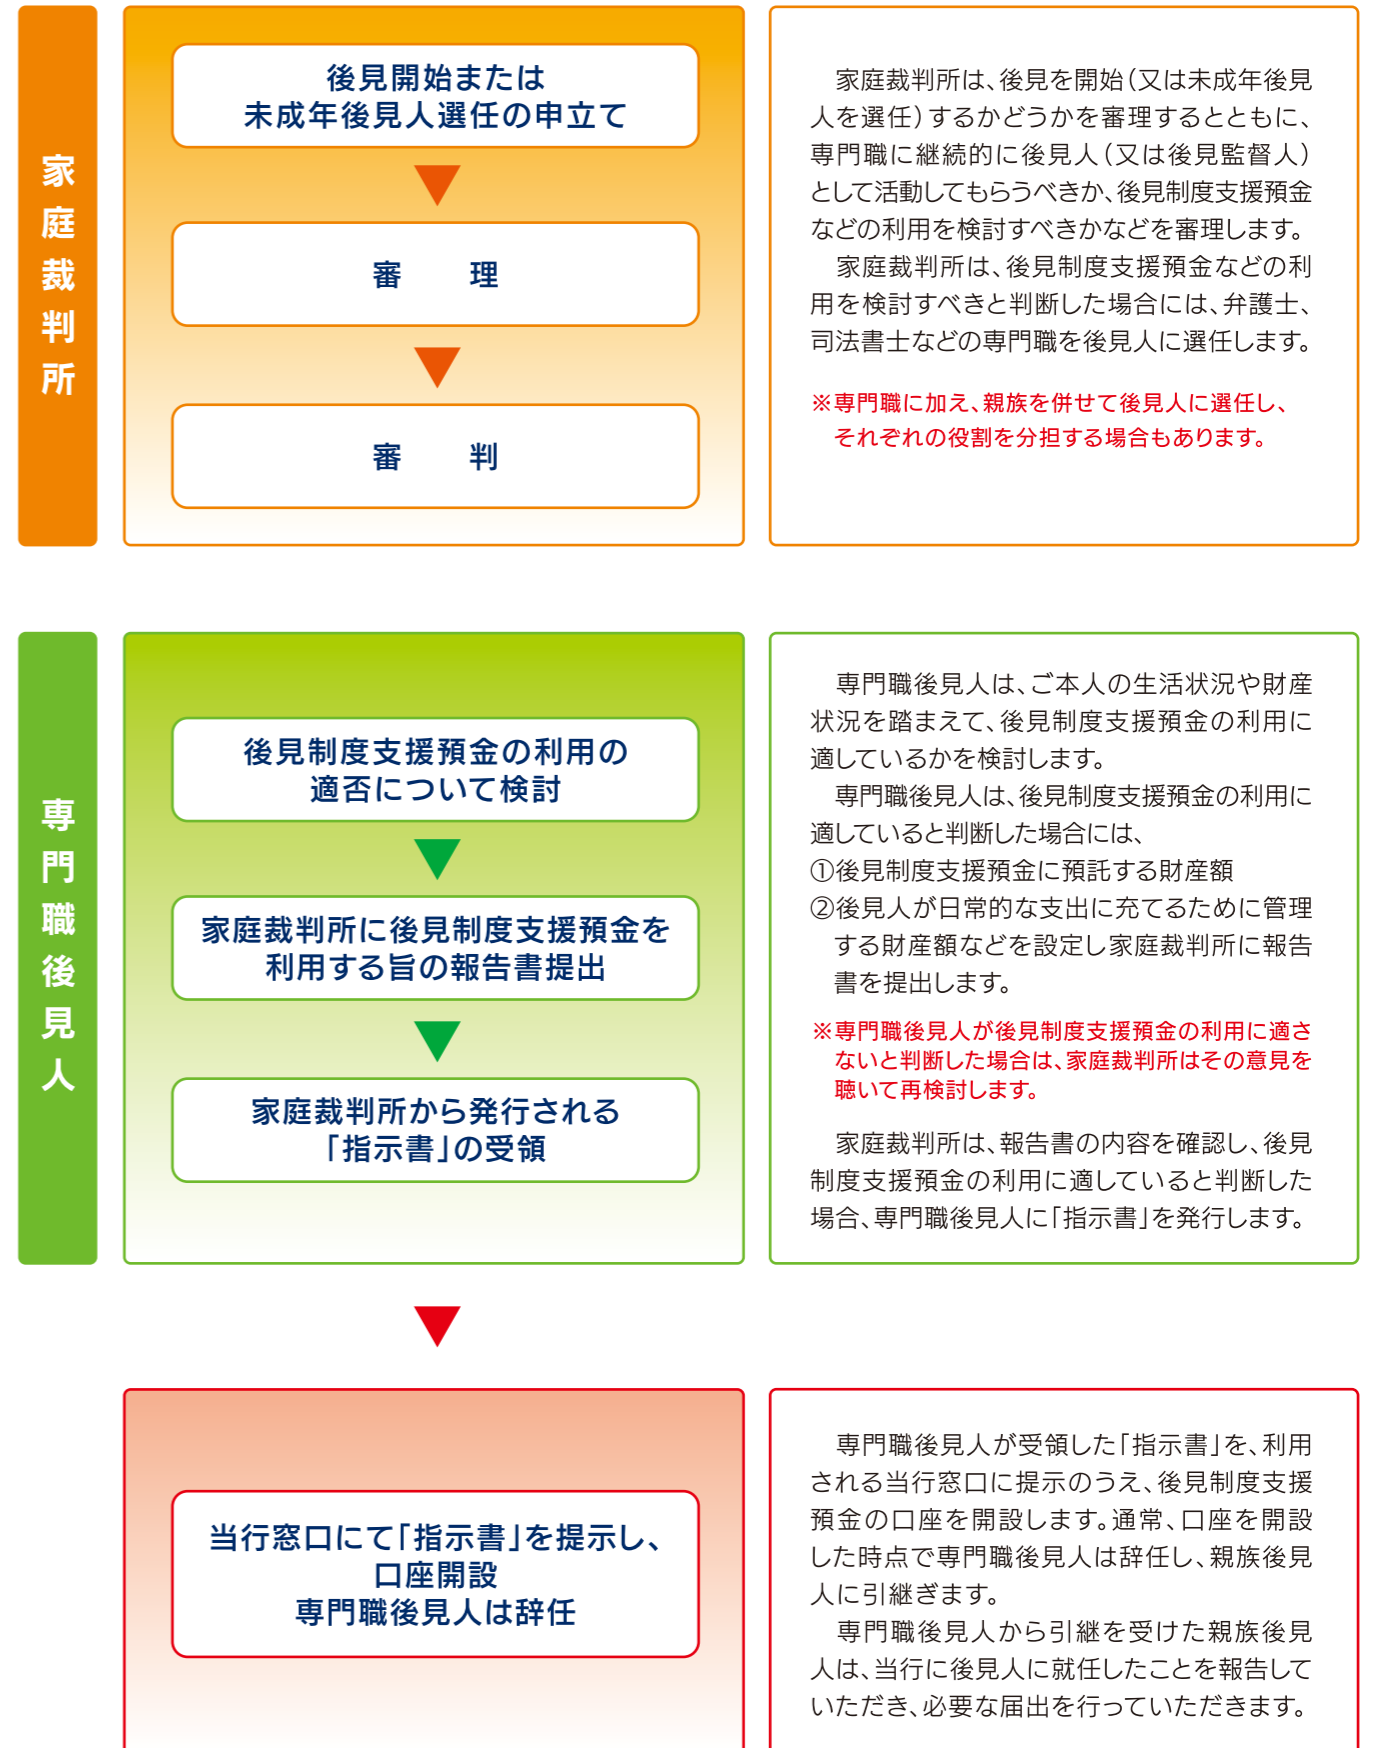 家庭裁判所
後見開始または
未成年後見人選任の申立て
審　　理
審　　判
　家庭裁判所は、後見を開始（又は未成年後見
人を選任）するかどうかを審理するとともに、
専門職に継続的に後見人（又は後見監督人）
として活動してもらうべきか、後見制度支援預金
などの利用を検討すべきかなどを審理します。
　家庭裁判所は、後見制度支援預金などの利
用を検討すべきと判断した場合には、弁護士、
司法書士などの専門職を後見人に選任します。
※専門職に加え、親族を併せて後見人に選任し、
それぞれの役割を分担する場合もあります。
専門職後見人
後見制度支援預金の利用の
適否について検討
家庭裁判所に後見制度支援預金を
利用する旨の報告書提出
家庭裁判所から発行される
「指示書」の受領
　専門職後見人は、ご本人の生活状況や財産
状況を踏まえて、後見制度支援預金の利用に
適しているかを検討します。
　専門職後見人は、後見制度支援預金の利用に
適していると判断した場合には、
①後見制度支援預金に預託する財産額
②後見人が日常的な支出に充てるために管理
する財産額などを設定し家庭裁判所に報告
書を提出します。
※専門職後見人が後見制度支援預金の利用に適さ
ないと判断した場合は、家庭裁判所はその意見を
聴いて再検討します。
　家庭裁判所は、報告書の内容を確認し、後見
制度支援預金の利用に適していると判断した
場合、専門職後見人に「指示書」を発行します。
当行窓口にて「指示書」を提示し、
口座開設
専門職後見人は辞任
　専門職後見人が受領した「指示書」を、利用
される当行窓口に提示のうえ、後見制度支援
預金の口座を開設します。通常、口座を開設
した時点で専門職後見人は辞任し、親族後見
人に引継ぎます。
　専門職後見人から引継を受けた親族後見
人は、当行に後見人に就任したことを報告して
いただき、必要な届出を行っていただきます。